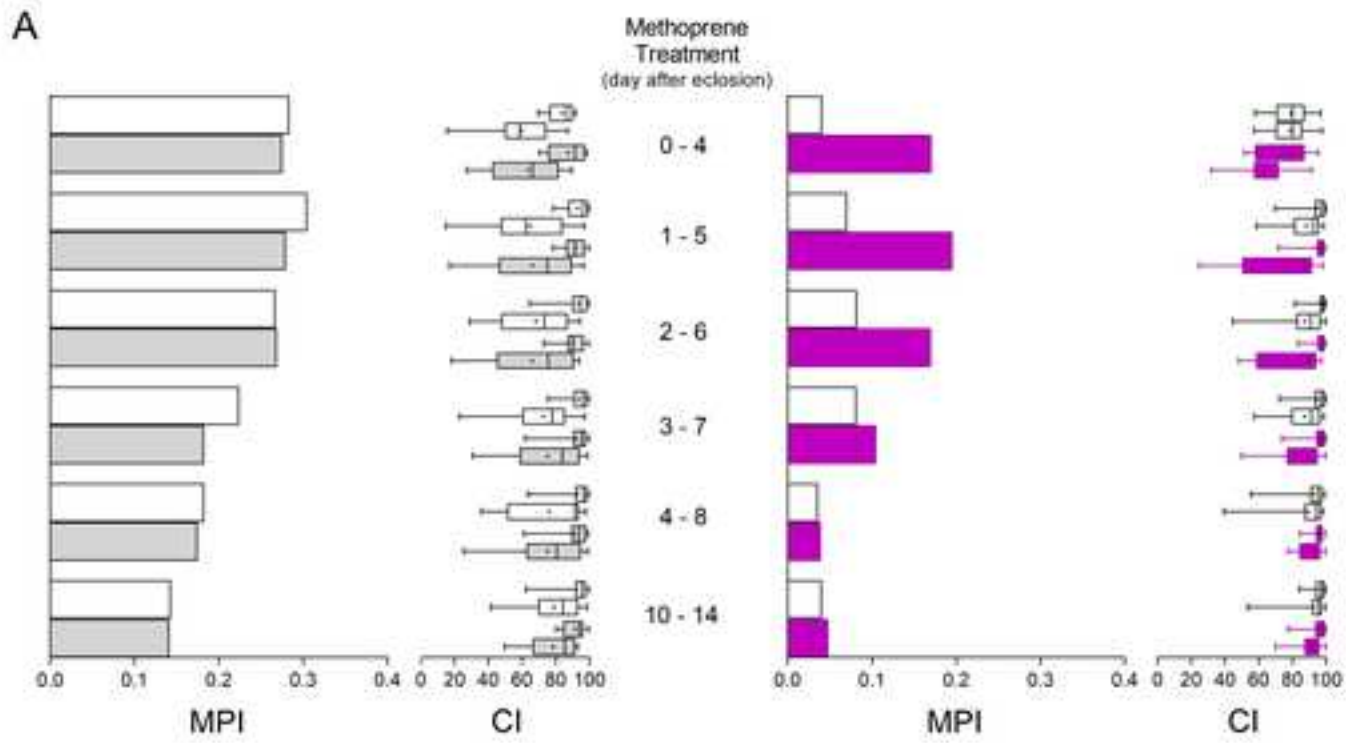 A
Methoprene
Treatment
(day after eclosion)
0 - 4
1 - 5
2 - 6
3 - 7
4 - 8
10 - 14
0.0 0.1 0.2 0.3 0.4
0 20 40 60 80 100
0.0 0.1 0.2 0.3 0.4
0 20 40 60 80 100
MPI CI MPI CI